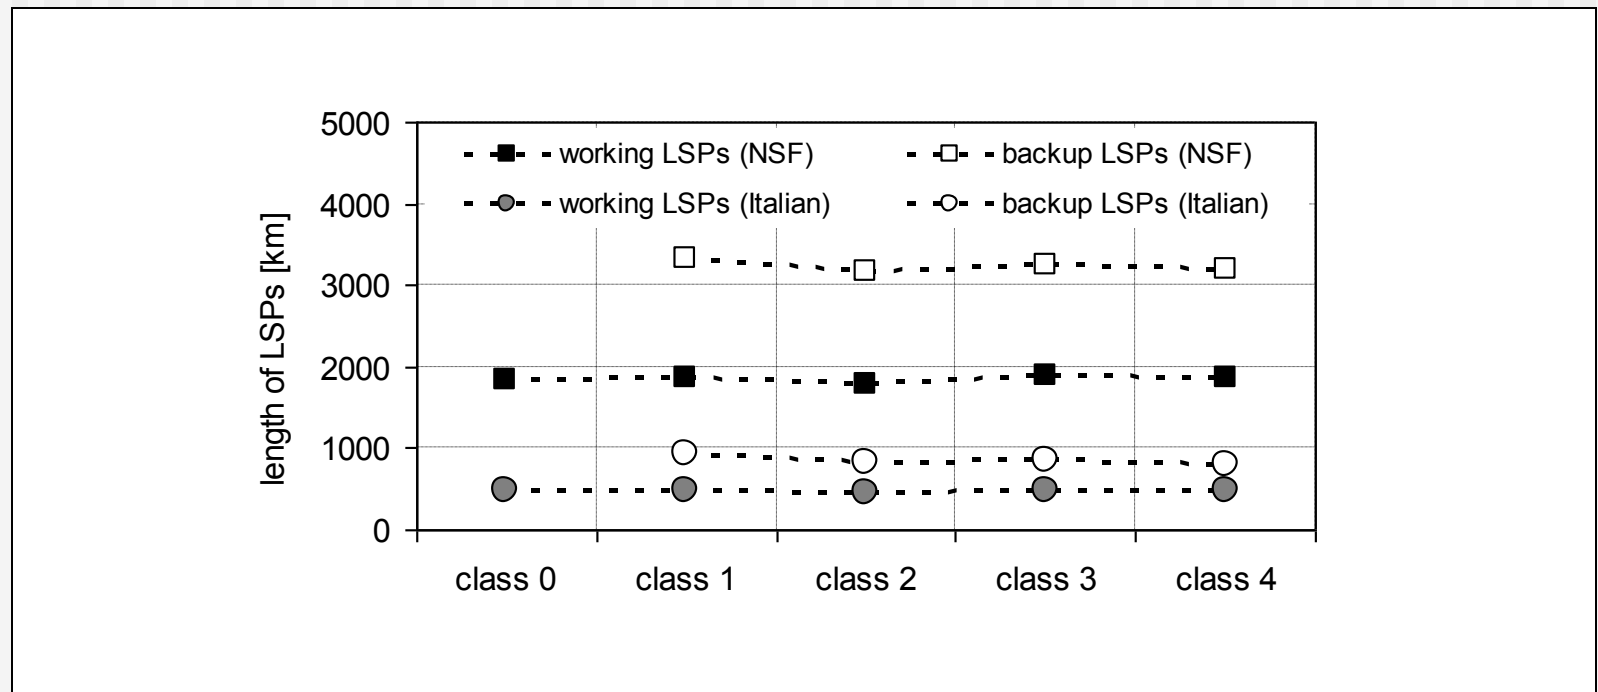 5000
working LSPs (NSF) backup LSPs (NSF)
4000
working LSPs (Italian) backup LSPs (Italian)
length of LSPs [km]
3000
2000
1000
0
class 0 class 1 class 2 class 3 class 4